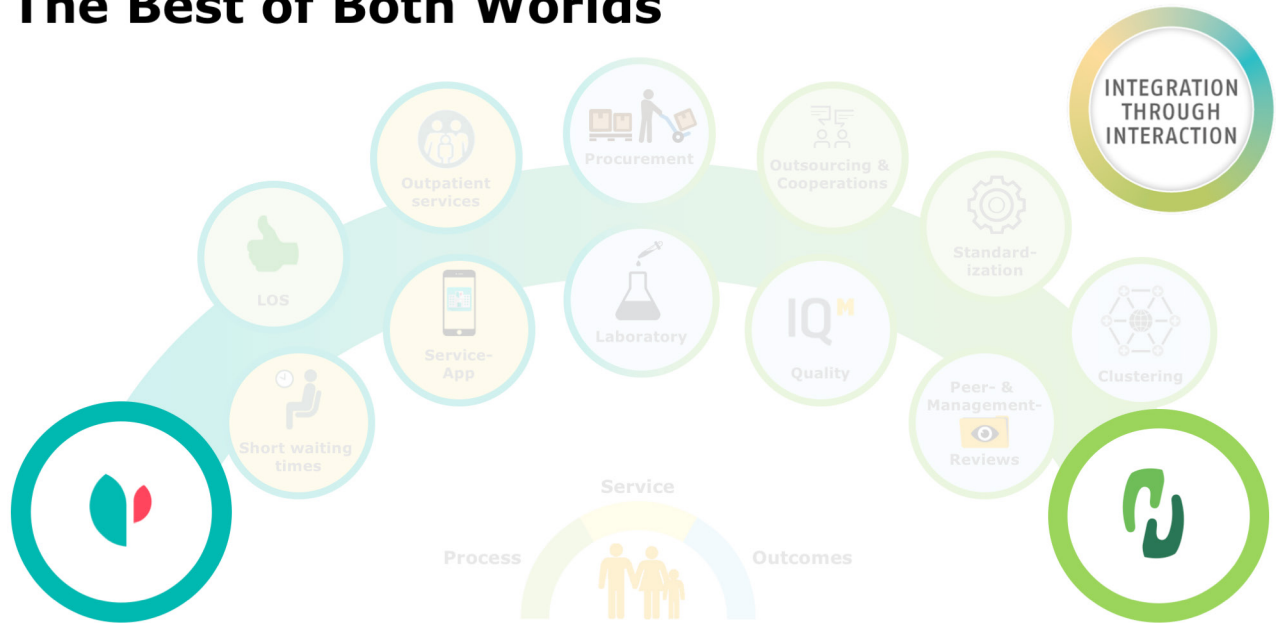 The Best of Both Worlds
INTEGRATION
THROUGH
INTERACTION
Procurement
Outpatient
services
Outsourcing &
Cooperations
LOS
Standard-
ization
Service-
App
Laboratory
IQM
Quality
Clustering
Short waiting
times
Peer- &
Management-
Reviews
Service
Process
Outcomes